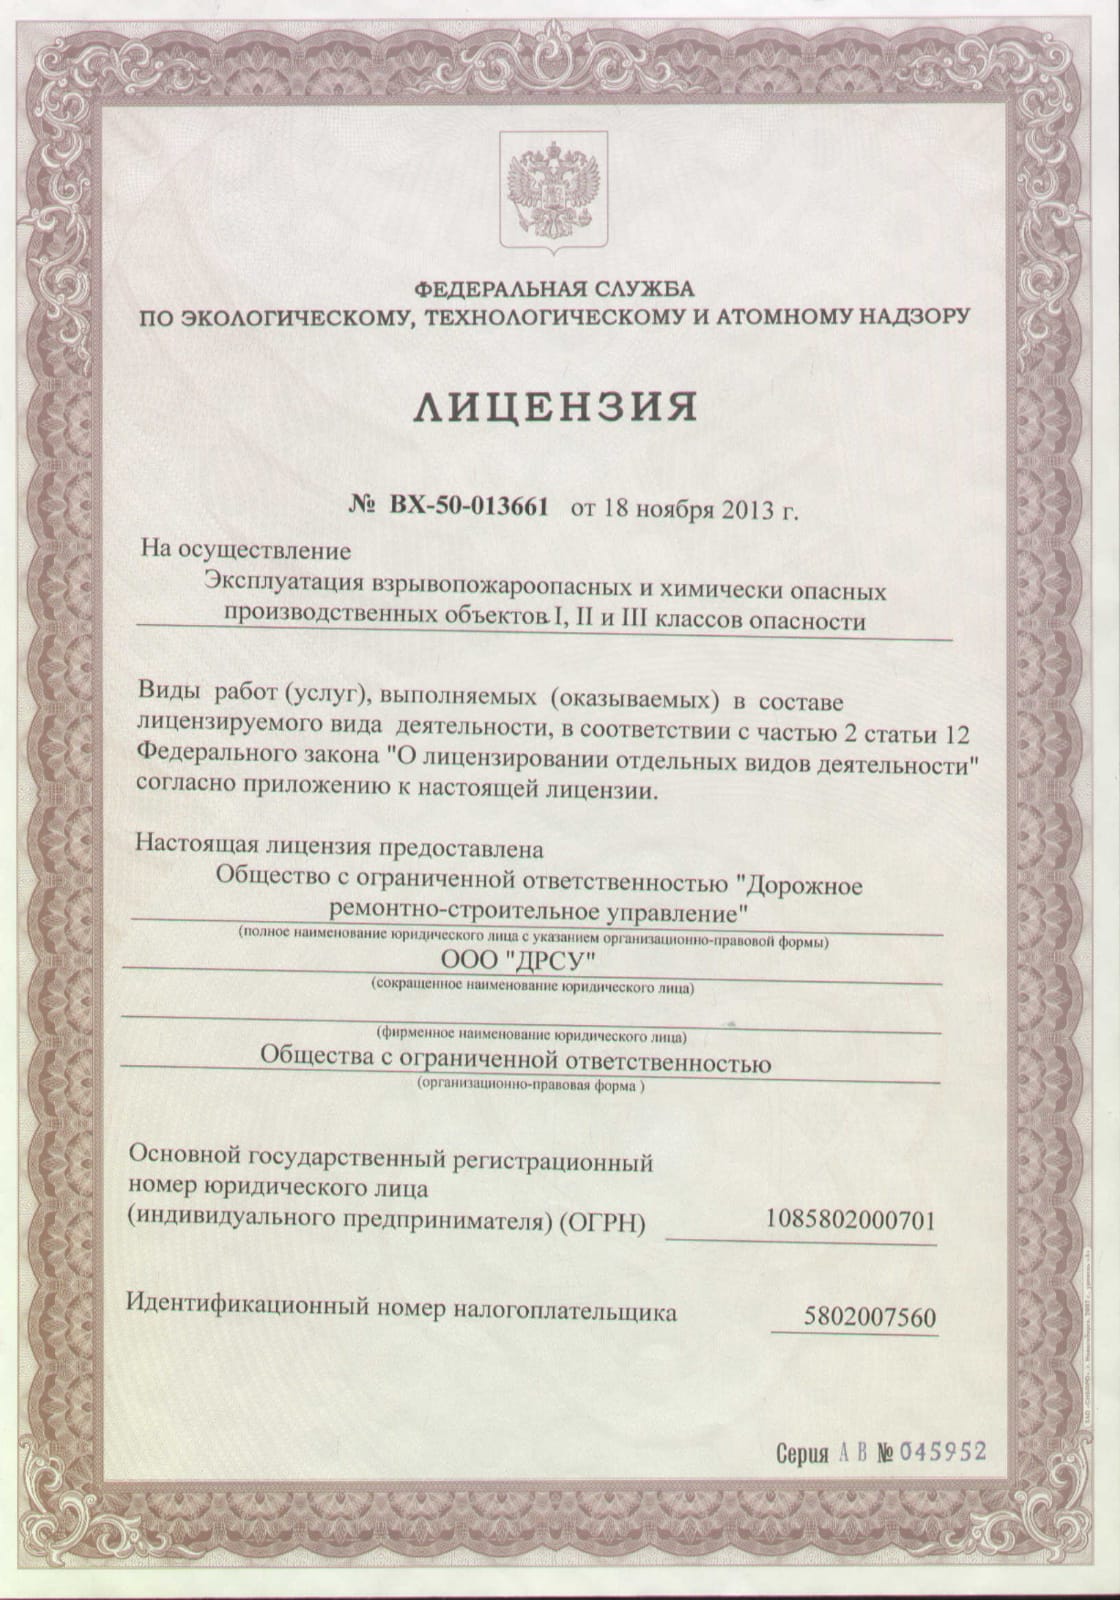 ФЕДЕРАЛЬНАЯ СЛУЖБА
ПО ЭКОЛОГИЧЕСКОМУ, ТЕХНОЛОГИЧЕСКОМУ И АТОМНОМУ НАДЗОРУ
ЛИЦЕНЗИЯ
№ ВХ-50-013661 от 18 ноября 2013 г.
На осуществление
Эксплуатация взрывопожароопасных и химически опасных
производственных объектов I, II и III классов опасности
Виды работ (услуг), выполняемых (оказываемых) в составе
лицензируемого вида деятельности, в соответствии с частью 2 статьи 12
Федерального закона "О лицензировании отдельных видов деятельности"
согласно приложению к настоящей лицензии.
Настоящая лицензия предоставлена
Общество с ограниченной ответственностью "Дорожное
ремонтно-строительное управление"
(полное наименование юридического лица с указанием организационно-правовой формы)
ООО "ДРСУ"
(сокращенное наименование юридического лица)
(фирменное наименование юридического лица)
Общества с ограниченной ответственностью
(организационно-правовая форма )
Основной государственный регистрационный
номер юридического лица
(индивидуального предпринимателя) (ОГРН) 1085802000701
Идентификационный номер налогоплательщика 5802007560
Серия А В № 045952